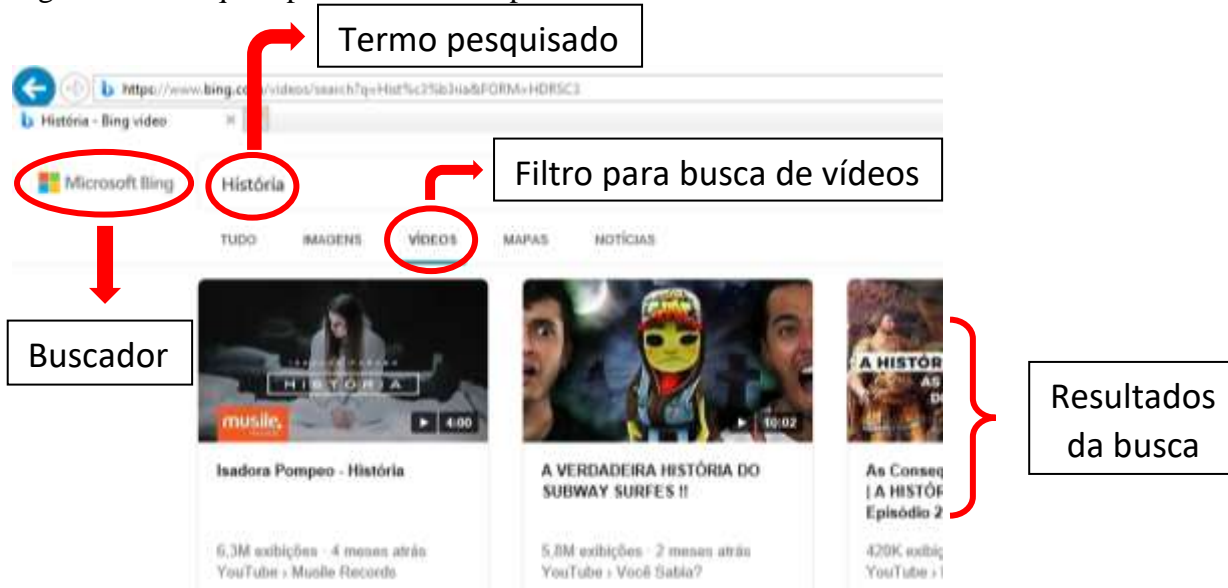 Termo pesquisado
https://www.bing.com/videos/search?q=Hist%c3%b3ria&FORM=HDRSC3
História - Bing video
Microsoft Bing
História
Filtro para busca de vídeos
TUDO IMAGENS VÍDEOS MAPAS NOTÍCIAS
Buscador
HISTÓRIA
musile
4:00
10:02
A HISTÓR
AS
Resultados
da busca
Isadora Pompeo - História
A VERDADEIRA HISTÓRIA DO
SUBWAY SURFES !!
As Conseq
| A HISTÓF
Episódio 2
6,3M exibições · 4 meses atrás
YouTube › Musile Records
5,8M exibições · 2 meses atrás
YouTube › Você Sabia?
420K exibiç
YouTube ›